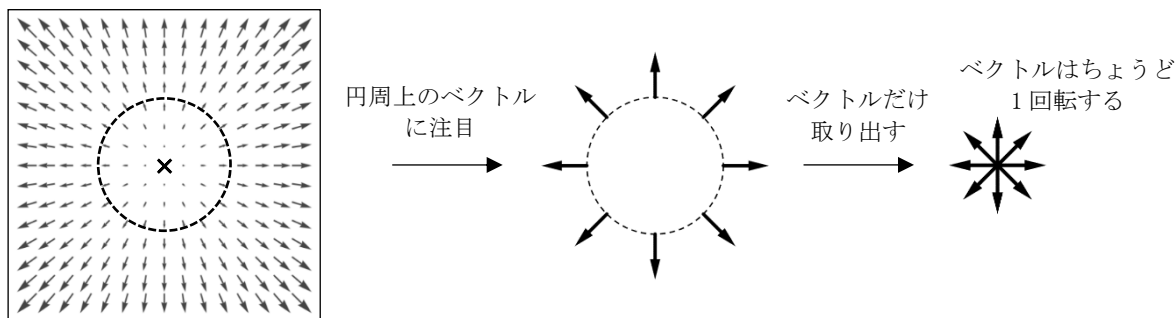 円周上のベクトル
に注目
ベクトルだけ
取り出す
ベクトルはちょうど
1 回転する